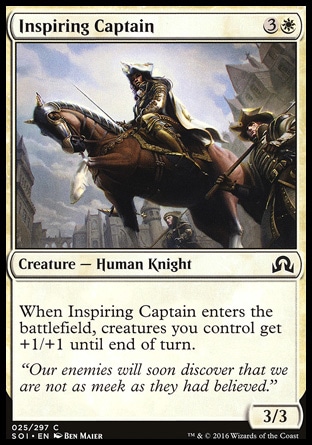 Inspiring Captain 3
Creature — Human Knight
When Inspiring Captain enters the
battlefield, creatures you control get
+1/+1 until end of turn.
“Our enemies will soon discover that we
are not as meek as they had believed.”
3/3
025/297 C
SOI • EN Ben Maier
™ & © 2016 Wizards of the Coast